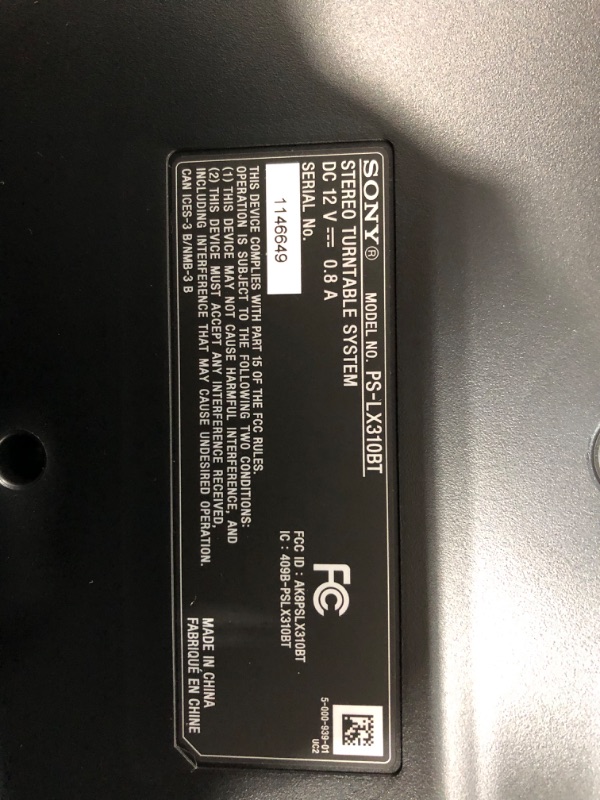 SONY® MODEL NO. PS-LX310BT
STEREO TURNTABLE SYSTEM
DC 12 V ⎓ 0.8 A
SERIAL No.
1146649
THIS DEVICE COMPLIES WITH PART 15 OF THE FCC RULES.
OPERATION IS SUBJECT TO THE FOLLOWING TWO CONDITIONS:
(1) THIS DEVICE MAY NOT CAUSE HARMFUL INTERFERENCE, AND
(2) THIS DEVICE MUST ACCEPT ANY INTERFERENCE RECEIVED,
INCLUDING INTERFERENCE THAT MAY CAUSE UNDESIRED OPERATION.
CAN ICES-3 B/NMB-3 B
FC
FCC ID : AK8PSLX310BT
IC : 409B-PSLX310BT
5-000-939-01
UC2
MADE IN CHINA
FABRIQUÉ EN CHINE